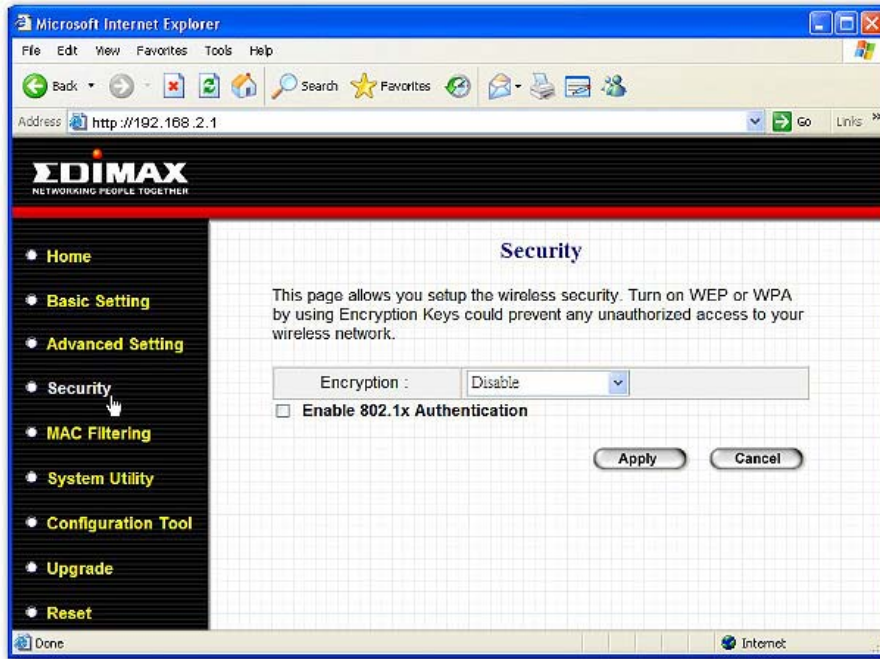 Microsoft Internet Explorer
File Edit View Favorites Tools Help
Back Search Favorites
Address http://192.168.2.1 Go Links »
EDIMAX
NETWORKING PEOPLE TOGETHER
Home
Basic Setting
Advanced Setting
Security
MAC Filtering
System Utility
Configuration Tool
Upgrade
Reset
Security
This page allows you setup the wireless security. Turn on WEP or WPA
by using Encryption Keys could prevent any unauthorized access to your
wireless network.
Encryption : Disable
Enable 802.1x Authentication
Apply Cancel
Done Internet